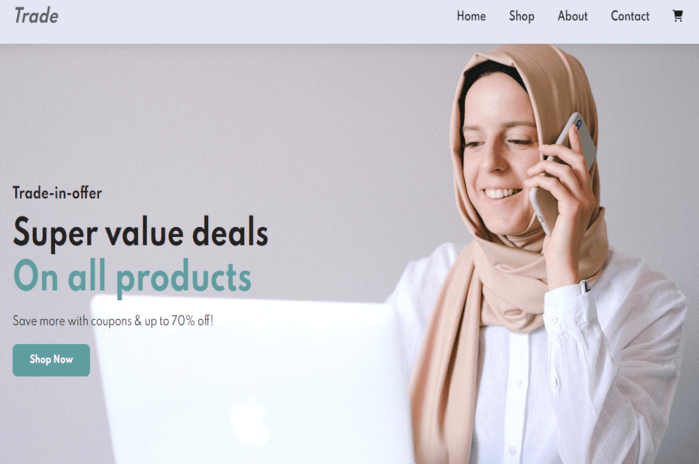 Trade
Home Shop About Contact
Trade-in-offer
Super value deals
On all products
Save more with coupons & up to 70% off!
Shop Now